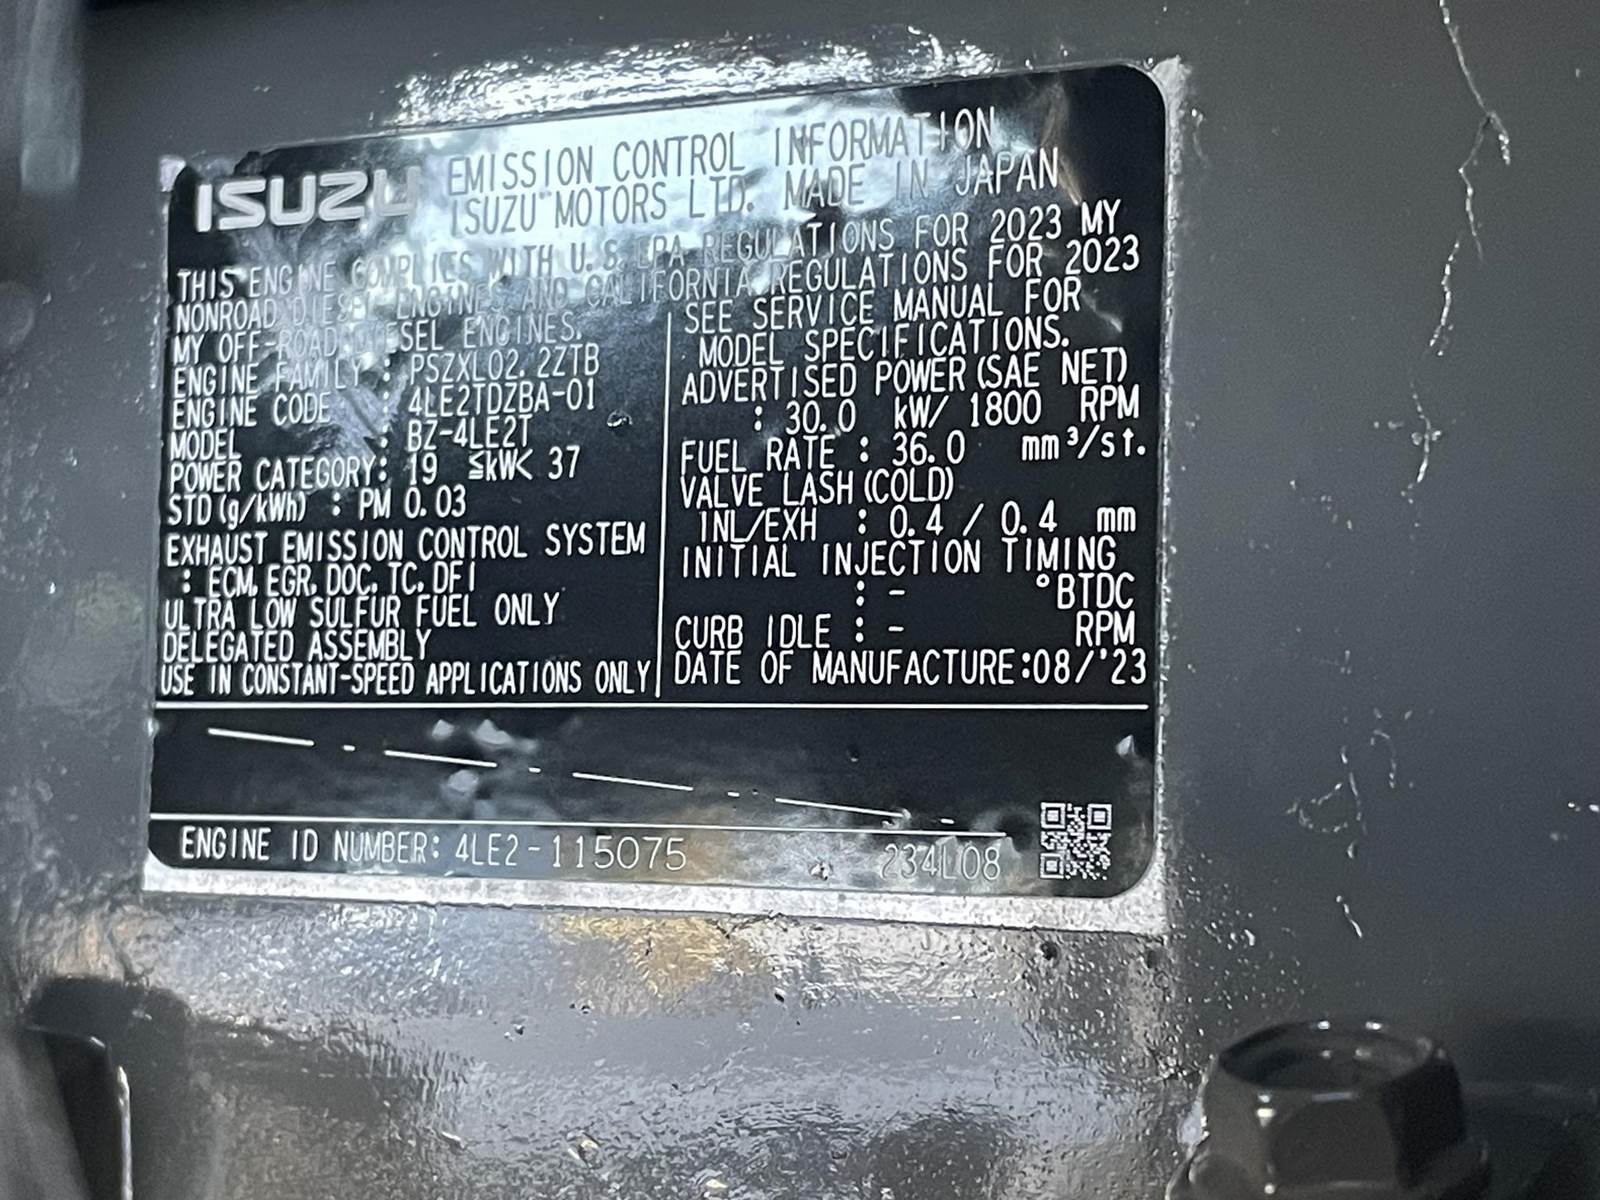 ISUZU EMISSION CONTROL INFORMATION
ISUZU MOTORS LTD. MADE IN JAPAN
THIS ENGINE COMPLIES WITH U.S. EPA REGULATIONS FOR 2023 MY
NONROAD DIESEL ENGINES AND CALIFORNIA REGULATIONS FOR 2023
MY OFF-ROAD DIESEL ENGINES.
ENGINE FAMILY : PSZXL02.2ZTB
ENGINE CODE : 4LE2TDZBA-01
MODEL : BZ-4LE2T
POWER CATEGORY: 19 ≦kW< 37
STD (g/kWh) : PM 0.03
EXHAUST EMISSION CONTROL SYSTEM
: ECM, EGR, DOC, TC, DFI
ULTRA LOW SULFUR FUEL ONLY
DELEGATED ASSEMBLY
USE IN CONSTANT-SPEED APPLICATIONS ONLY
SEE SERVICE MANUAL FOR
MODEL SPECIFICATIONS.
ADVERTISED POWER (SAE NET)
: 30.0 kW/ 1800 RPM
FUEL RATE : 36.0 mm³/st.
VALVE LASH (COLD)
INL/EXH : 0.4 / 0.4 mm
INITIAL INJECTION TIMING
: - °BTDC
CURB IDLE : - RPM
DATE OF MANUFACTURE:08/'23
ENGINE ID NUMBER: 4LE2-115075 234L08